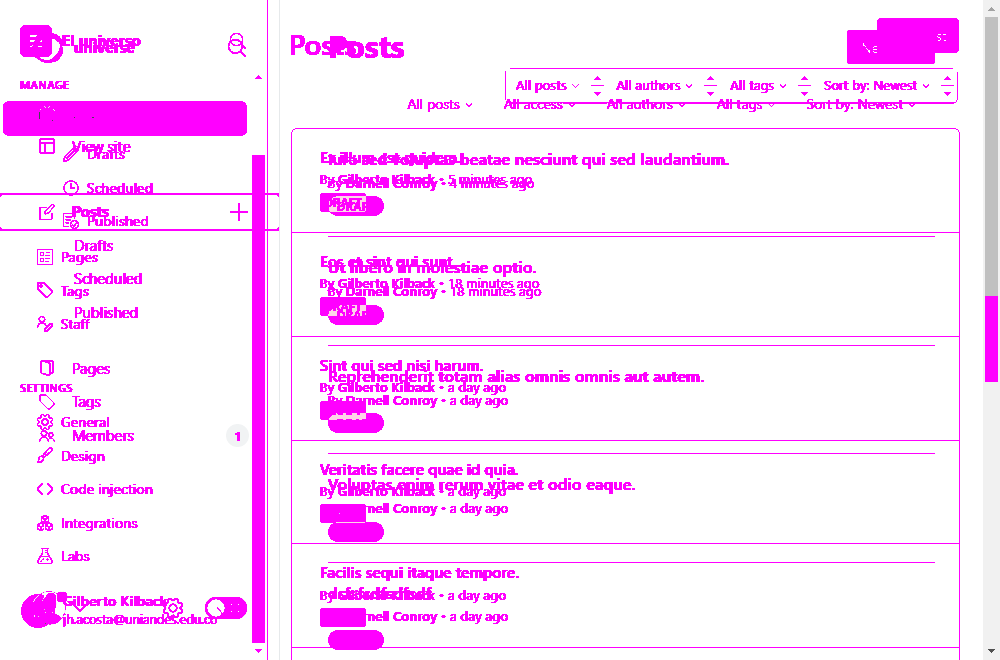 El universo
universe
MANAGE
View site
Drafts
Scheduled
Posts
Published
Drafts
Pages
Scheduled
Tags
Published
Staff
Pages
SETTINGS
Tags
General
Members 1
Design
Code injection
Integrations
Labs
Gilberto Kilback
jh.acosta@uniandes.edu.co
Posts
Posts
All posts All authors All tags Sort by: Newest
All posts All access All authors All tags Sort by: Newest
beatae nesciunt qui sed laudantium.
By Gilberto Kilback • 5 minutes ago
By Darnell Conroy • 4 minutes ago
DRAFT
Eos et sint qui sunt.
Ut libero in molestiae optio.
By Gilberto Kilback • 18 minutes ago
By Darnell Conroy • 18 minutes ago
Sint qui sed nisi harum.
Reprehenderit totam alias omnis omnis aut autem.
By Gilberto Kilback • a day ago
By Darnell Conroy • a day ago
Veritatis facere quae id quia.
Voluptas enim rerum vitae et odio eaque.
By Gilberto Kilback • a day ago
nell Conroy • a day ago
Facilis sequi itaque tempore.
• a day ago
nell Conroy • a day ago